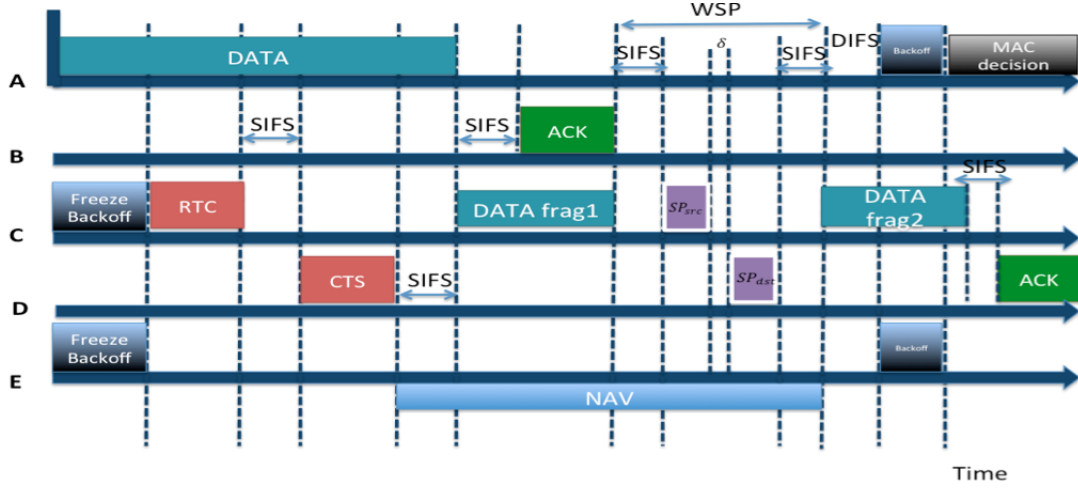 WSP
SIFS
δ
SIFS
DIFS
Backoff
MAC
decision
DATA
A
SIFS
SIFS
ACK
B
SIFS
Freeze
Backoff
RTC
DATA frag1
SPsrc
DATA
frag2
C
CTS
SIFS
SPdst
ACK
D
Freeze
Backoff
Backoff
E
NAV
Time